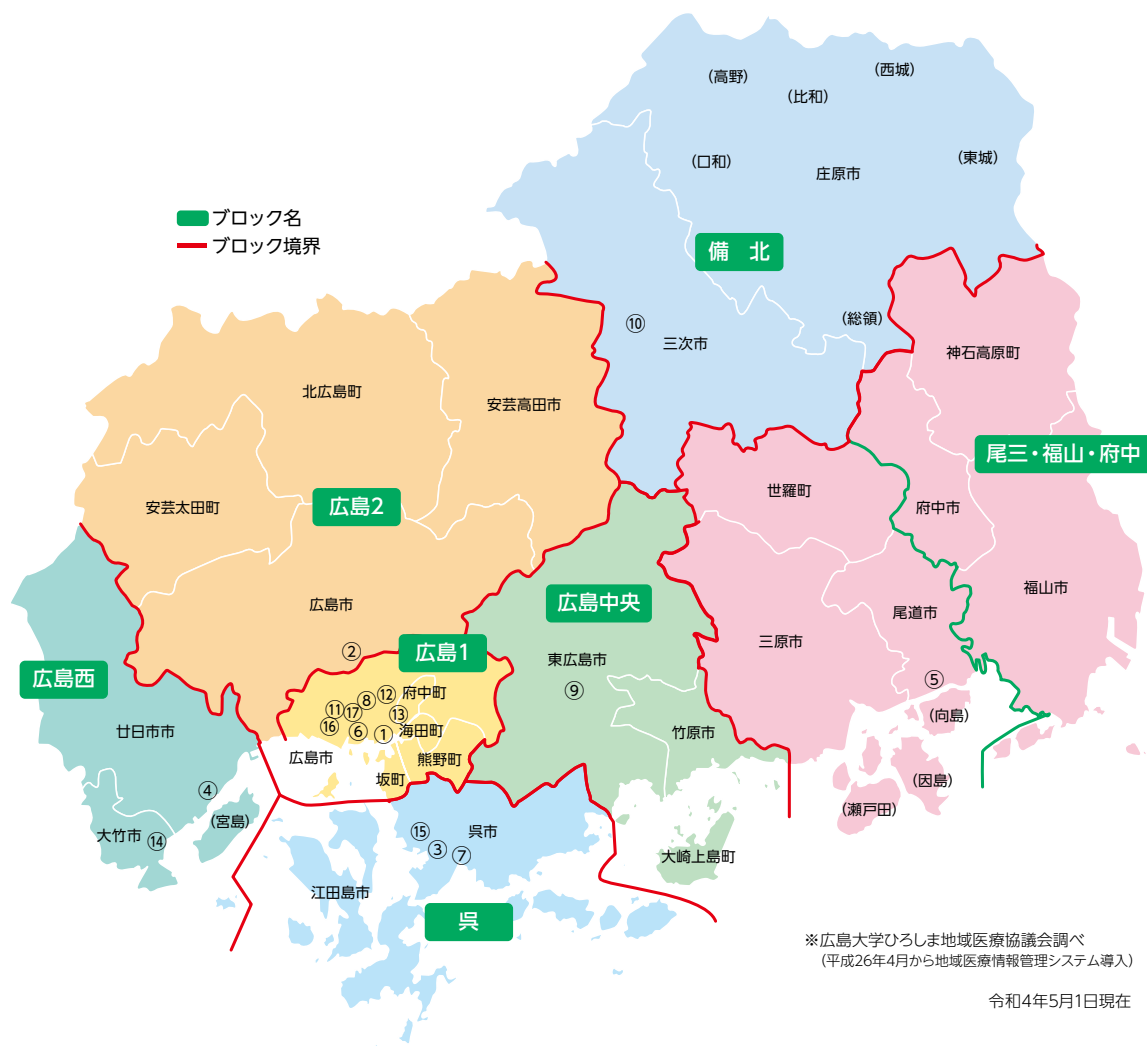 (高野)
(西城)
(比和)
(口和)
(東城)
庄原市
ブロック名
ブロック境界
備 北
(総領)
⑩
三次市
神石高原町
北広島町
安芸高田市
尾三・福山・府中
世羅町
安芸太田町
広島2
府中市
福山市
広島中央
広島市
尾道市
三原市
②
広島1
東広島市
広島西
⑤
⑨
⑫
府中町
⑧
⑪
⑰
⑬
(向島)
廿日市市
⑯
⑥
①
海田町
竹原市
広島市
熊野町
坂町
(因島)
④
(瀬戸田)
(宮島)
大竹市
⑭
⑮
呉市
③
⑦
大崎上島町
江田島市
呉
※広島大学ひろしま地域医療協議会調べ
(平成26年4月から地域医療情報管理システム導入)
令和4年5月1日現在